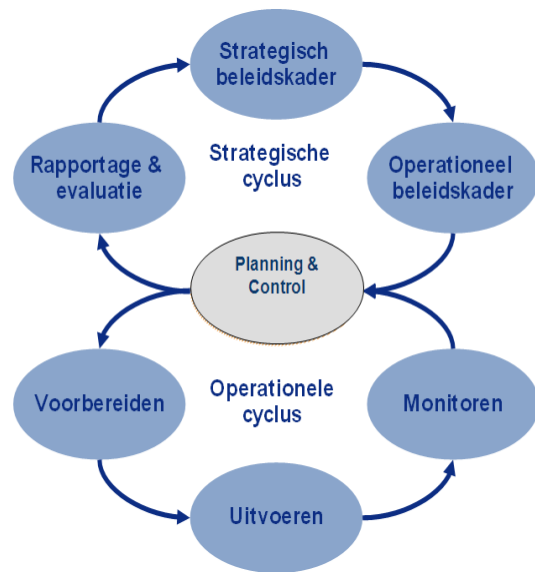 Strategisch
beleidskader
Rapportage &
evaluatie
Strategische
cyclus
Operationeel
beleidskader
Planning &
Control
Voorbereiden
Operationele
cyclus
Monitoren
Uitvoeren